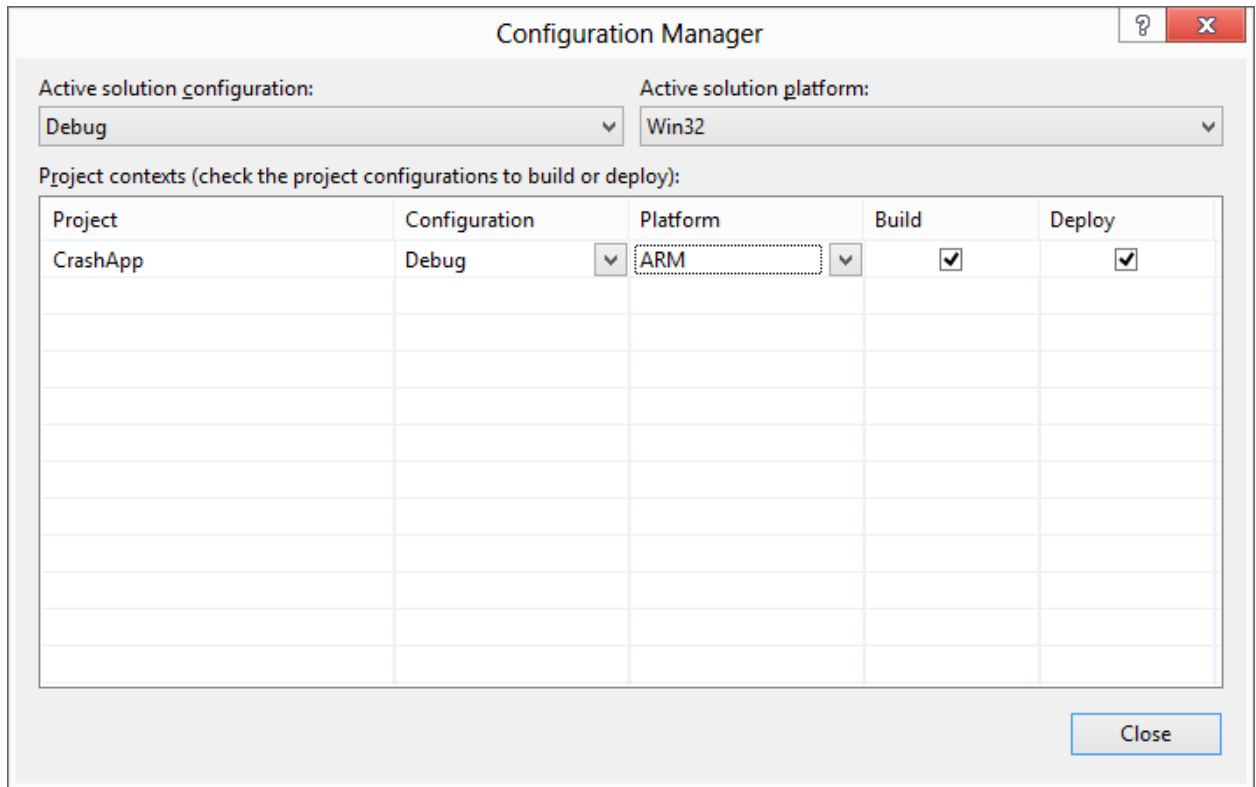 Configuration Manager
Active solution configuration: Active solution platform:
Debug Win32
Project contexts (check the project configurations to build or deploy):
Project Configuration Platform Build Deploy
CrashApp Debug ARM
Close